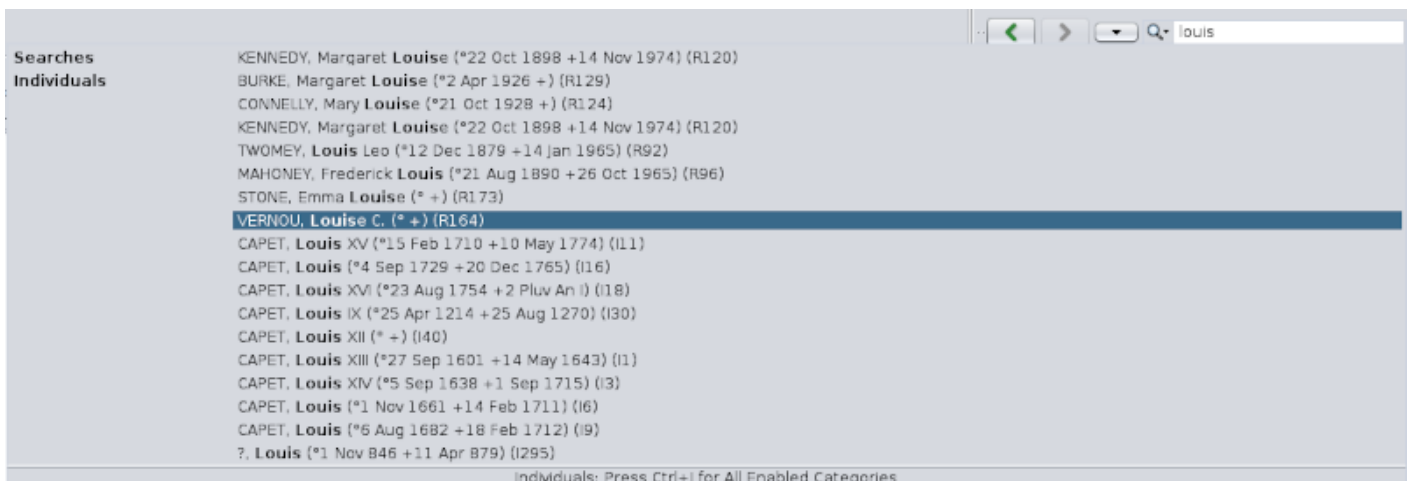 louis
Searches KENNEDY, Margaret Louise (°22 Oct 1898 +14 Nov 1974) (R120)
Individuals BURKE, Margaret Louise (°2 Apr 1926 +) (R129)
CONNELLY, Mary Louise (°21 Oct 1928 +) (R124)
KENNEDY, Margaret Louise (°22 Oct 1898 +14 Nov 1974) (R120)
TWOMEY, Louis Leo (°12 Dec 1879 +14 Jan 1965) (R92)
MAHONEY, Frederick Louis (°21 Aug 1890 +26 Oct 1965) (R96)
STONE, Emma Louise (° +) (R173)
VERNOU, Louise C. (° +) (R164)
CAPET, Louis XV (°15 Feb 1710 +10 May 1774) (I11)
CAPET, Louis (°4 Sep 1729 +20 Dec 1765) (I16)
CAPET, Louis XVI (°23 Aug 1754 +2 Pluv An I) (I18)
CAPET, Louis IX (°25 Apr 1214 +25 Aug 1270) (I30)
CAPET, Louis XII (° +) (I40)
CAPET, Louis XIII (°27 Sep 1601 +14 May 1643) (I1)
CAPET, Louis XIV (°5 Sep 1638 +1 Sep 1715) (I3)
CAPET, Louis (°1 Nov 1661 +14 Feb 1711) (I6)
CAPET, Louis (°6 Aug 1682 +18 Feb 1712) (I9)
?, Louis (°1 Nov 846 +11 Apr 879) (I295)
Individuals: Press Ctrl+I for All Enabled Categories